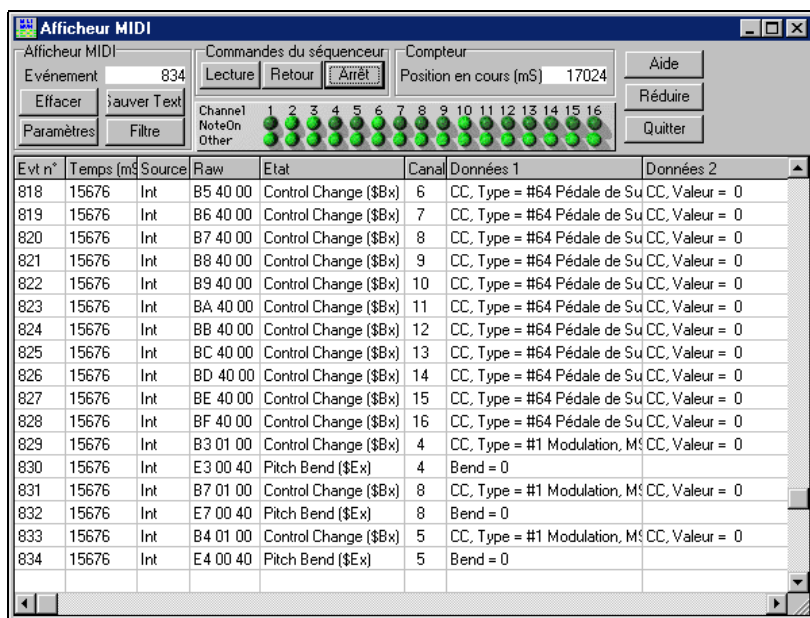 Afficheur MIDI
Afficheur MIDI
Evénement 834
Effacer Sauver Text
Paramètres Filtre
Commandes du séquenceur
Lecture Retour Arrêt
Compteur
Position en cours (mS) 17024
Aide
Réduire
Quitter
Channel 1 2 3 4 5 6 7 8 9 10 11 12 13 14 15 16
NoteOn
Other
Evt n° Temps (mS Source Raw Etat Canal Données 1 Données 2
818 15676 Int B5 40 00 Control Change ($Bx) 6 CC, Type = #64 Pédale de Su CC, Valeur = 0
819 15676 Int B6 40 00 Control Change ($Bx) 7 CC, Type = #64 Pédale de Su CC, Valeur = 0
820 15676 Int B7 40 00 Control Change ($Bx) 8 CC, Type = #64 Pédale de Su CC, Valeur = 0
821 15676 Int B8 40 00 Control Change ($Bx) 9 CC, Type = #64 Pédale de Su CC, Valeur = 0
822 15676 Int B9 40 00 Control Change ($Bx) 10 CC, Type = #64 Pédale de Su CC, Valeur = 0
823 15676 Int BA 40 00 Control Change ($Bx) 11 CC, Type = #64 Pédale de Su CC, Valeur = 0
824 15676 Int BB 40 00 Control Change ($Bx) 12 CC, Type = #64 Pédale de Su CC, Valeur = 0
825 15676 Int BC 40 00 Control Change ($Bx) 13 CC, Type = #64 Pédale de Su CC, Valeur = 0
826 15676 Int BD 40 00 Control Change ($Bx) 14 CC, Type = #64 Pédale de Su CC, Valeur = 0
827 15676 Int BE 40 00 Control Change ($Bx) 15 CC, Type = #64 Pédale de Su CC, Valeur = 0
828 15676 Int BF 40 00 Control Change ($Bx) 16 CC, Type = #64 Pédale de Su CC, Valeur = 0
829 15676 Int B3 01 00 Control Change ($Bx) 4 CC, Type = #1 Modulation, MS CC, Valeur = 0
830 15676 Int E3 00 40 Pitch Bend ($Ex) 4 Bend = 0
831 15676 Int B7 01 00 Control Change ($Bx) 8 CC, Type = #1 Modulation, MS CC, Valeur = 0
832 15676 Int E7 00 40 Pitch Bend ($Ex) 8 Bend = 0
833 15676 Int B4 01 00 Control Change ($Bx) 5 CC, Type = #1 Modulation, MS CC, Valeur = 0
834 15676 Int E4 00 40 Pitch Bend ($Ex) 5 Bend = 0